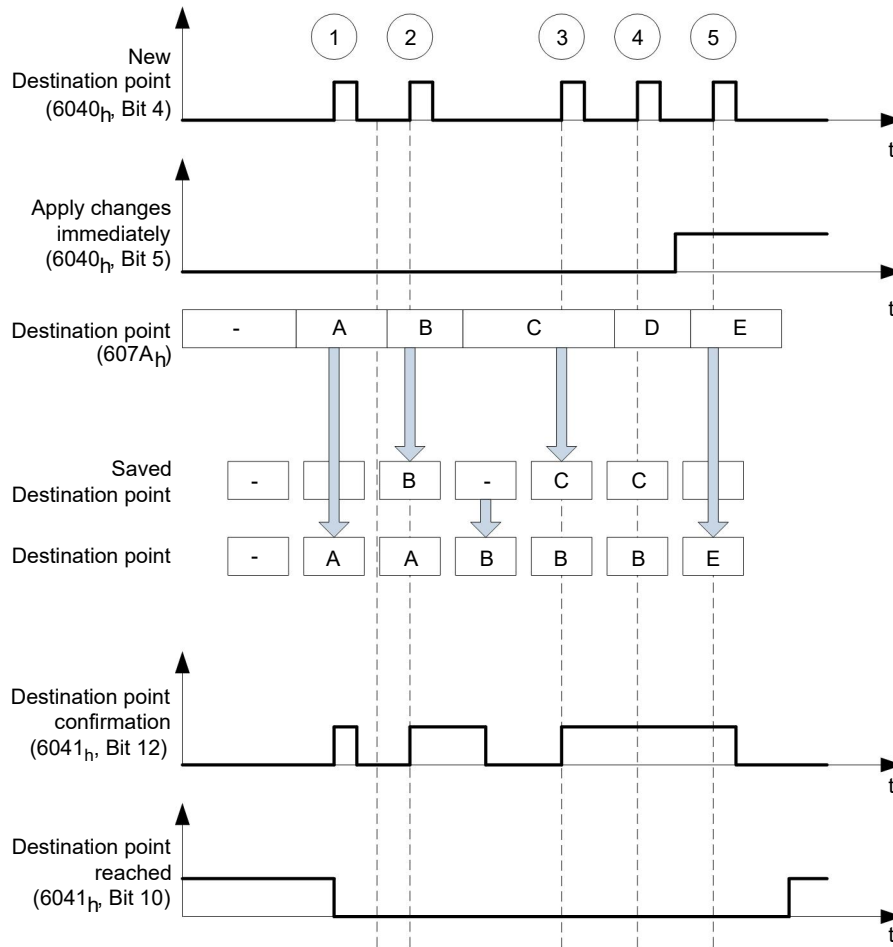 1 2 3 4 5
New
Destination point
(6040h, Bit 4)
t
Apply changes
immediately
(6040h, Bit 5)
t
Destination point
(607Ah)
- A B C D E
Saved
Destination point
- B - C C
Destination point
- A A B B B E
Destination point
confirmation
(6041h, Bit 12)
t
Destination point
reached
(6041h, Bit 10)
t